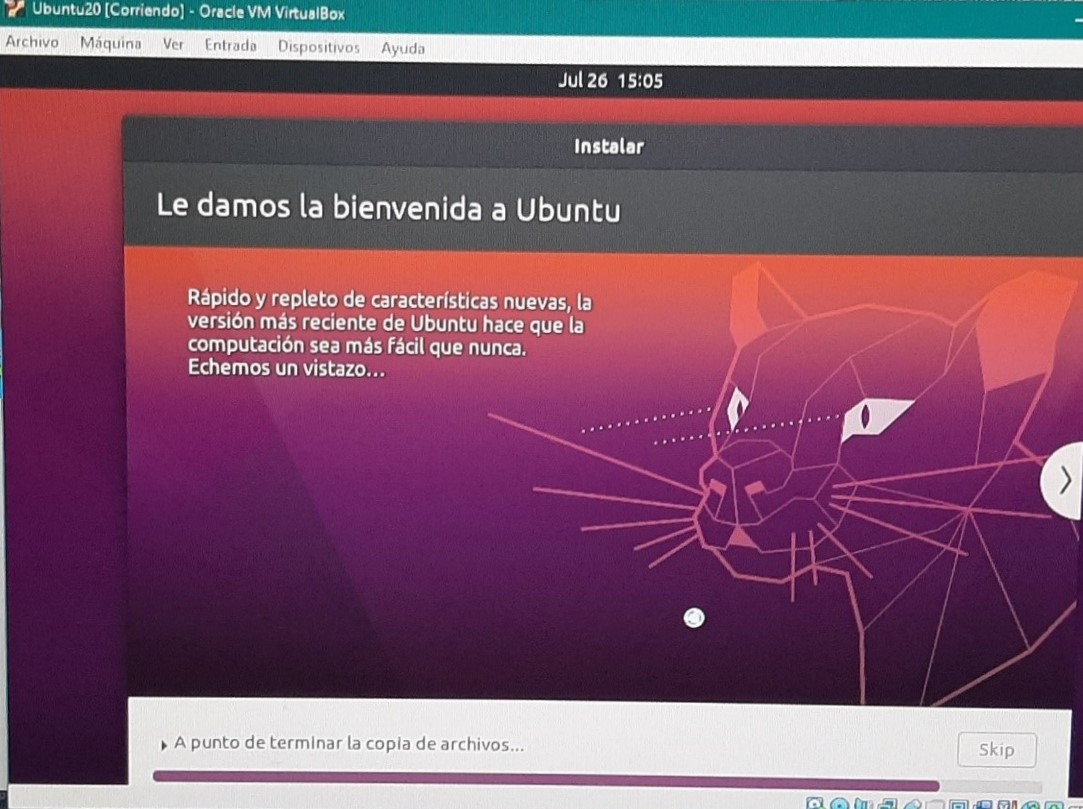 Ubuntu20 [Corriendo] - Oracle VM VirtualBox
Archivo Máquina Ver Entrada Dispositivos Ayuda
Jul 26 15:05
Instalar
Le damos la bienvenida a Ubuntu
Rápido y repleto de características nuevas, la
versión más reciente de Ubuntu hace que la
computación sea más fácil que nunca.
Echemos un vistazo...
A punto de terminar la copia de archivos...
Skip